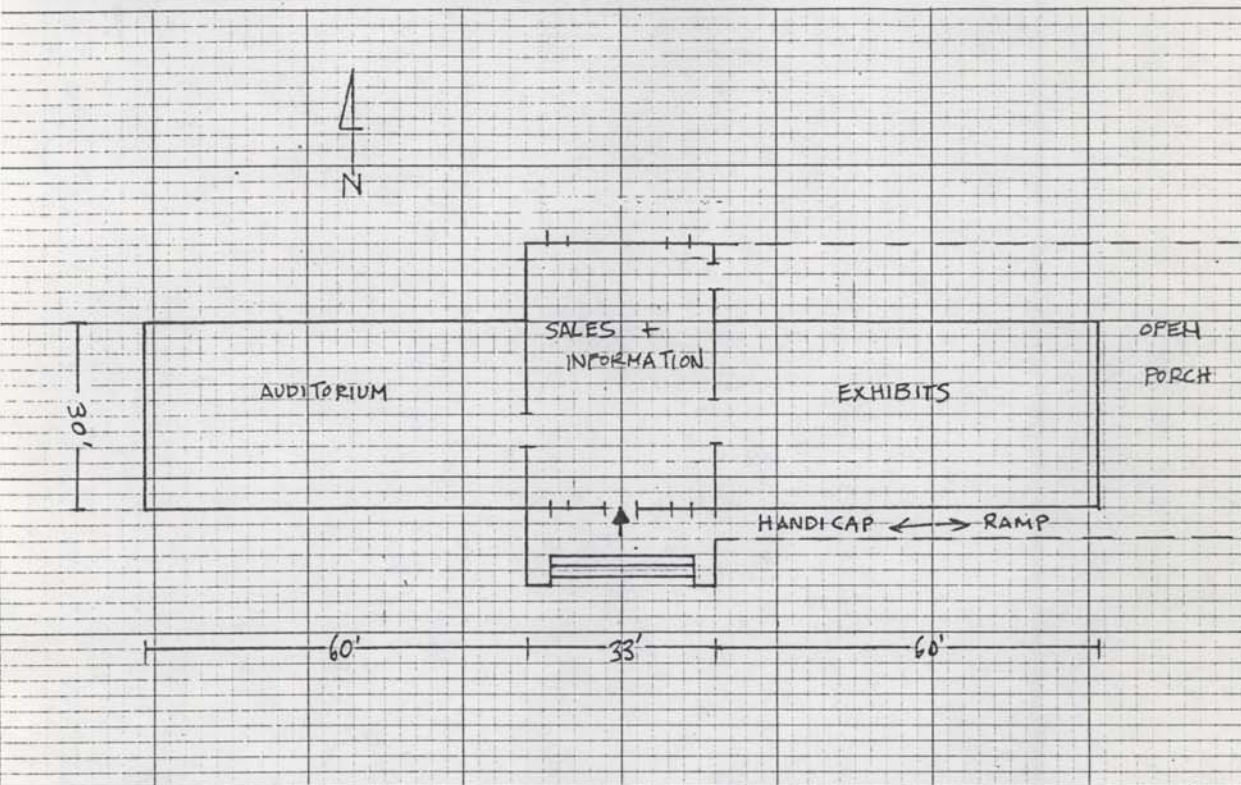 N
SALES +
INFORMATION
OPEN
PORCH
AUDITORIUM
EXHIBITS
30'
HANDICAP RAMP
60'
33'
60'